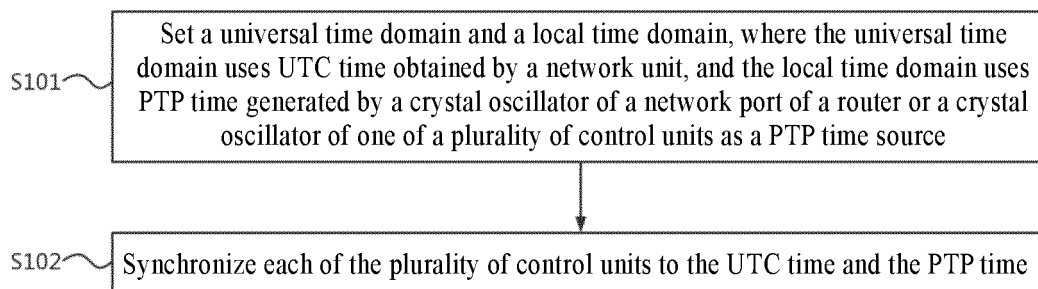 Set a universal time domain and a local time domain, where the universal time
domain uses UTC time obtained by a network unit, and the local time domain uses
S101
PTP time generated by a crystal oscillator of a network port of a router or a crystal
oscillator of one of a plurality of control units as a PTP time source
S102
Synchronize each of the plurality of control units to the UTC time and the PTP time